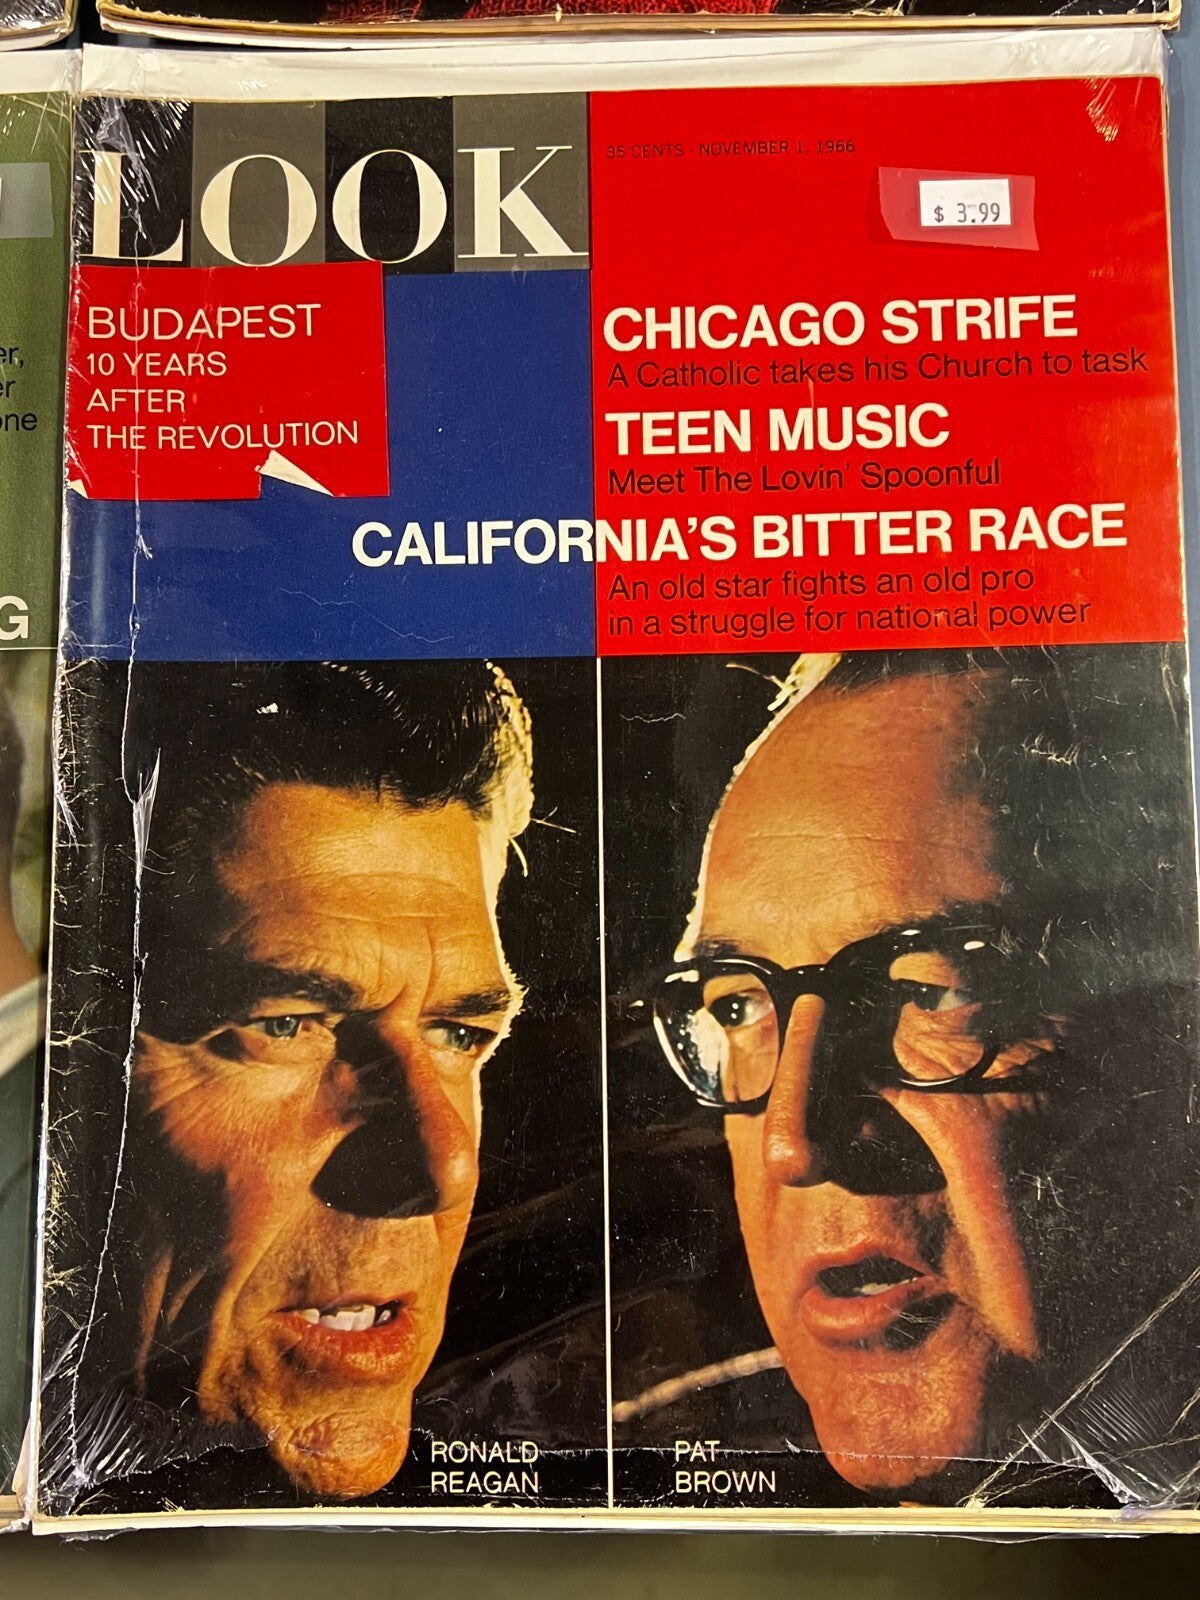 LOOK
35 CENTS · NOVEMBER 1, 1966
$ 3.99
BUDAPEST
10 YEARS
AFTER
THE REVOLUTION
CHICAGO STRIFE
A Catholic takes his Church to task
TEEN MUSIC
Meet The Lovin' Spoonful
CALIFORNIA'S BITTER RACE
An old star fights an old pro
in a struggle for national power
RONALD
REAGAN
PAT
BROWN
G